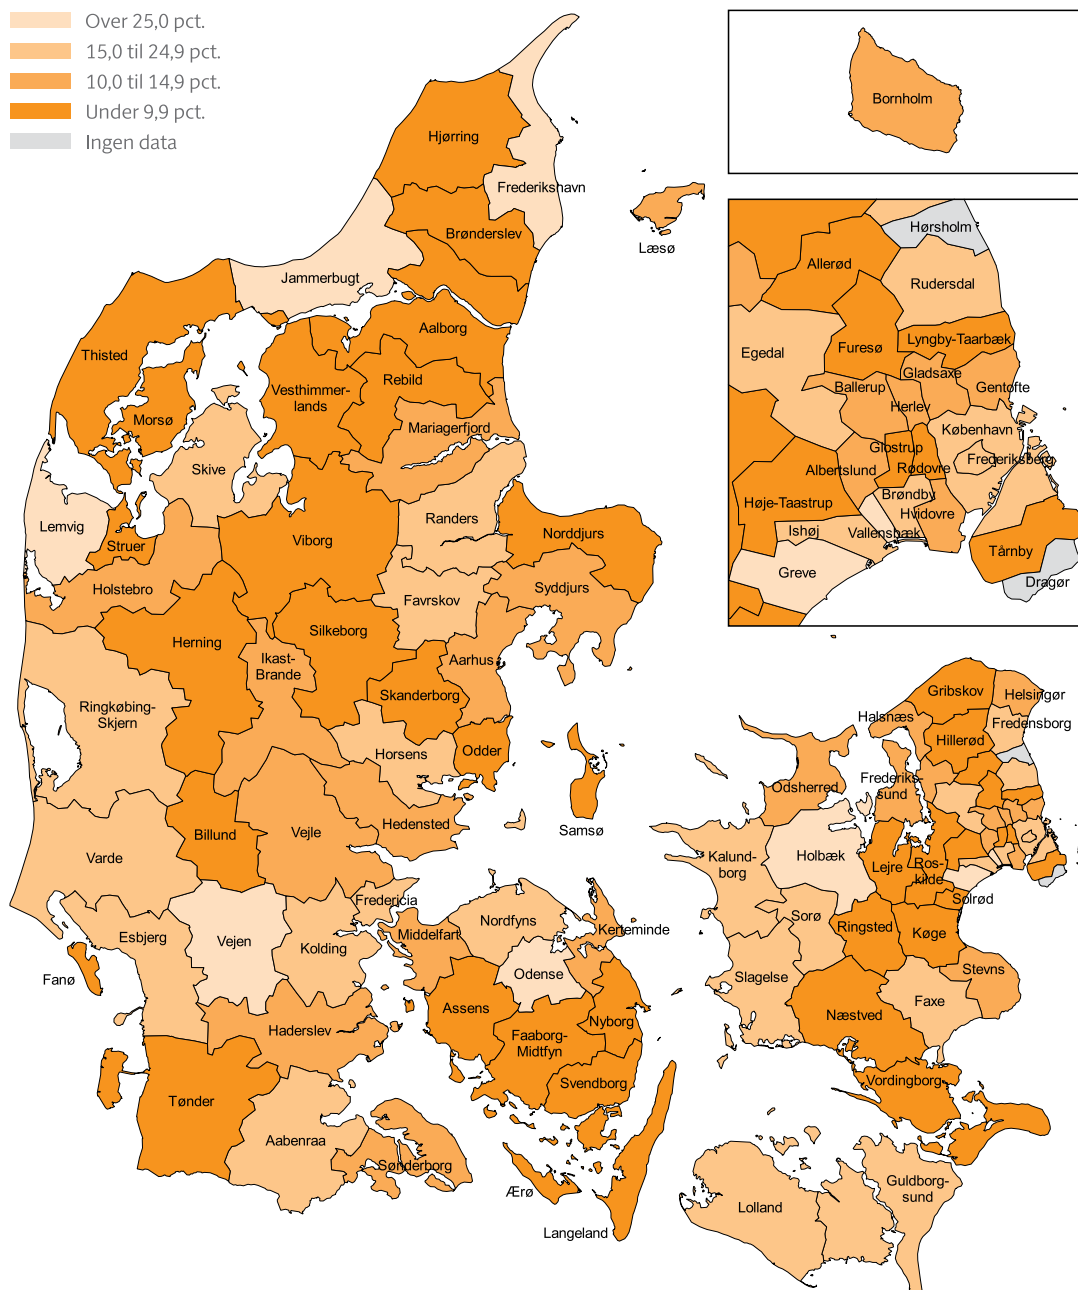 Over 25,0 pct.
15,0 til 24,9 pct.
10,0 til 14,9 pct.
Under 9,9 pct.
Ingen data
Hjørring
Frederikshavn
Brønderslev
Læsø
Jammerbugt
Aalborg
Thisted
Rebild
Vesthimmer-
lands
Morsø
Mariagerfjord
Skive
Lemvig
Randers
Struer
Viborg
Norddjurs
Holstebro
Syddjurs
Favrskov
Silkeborg
Herning
Ikast-
Brande
Aarhus
Skanderborg
Ringkøbing-
Skjern
Horsens
Odder
Samsø
Hedensted
Billund
Vejle
Varde
Fredericia
Esbjerg
Vejen
Kolding
Fanø
Haderslev
Tønder
Aabenraa
Sønderborg
Nordfyns
Middelfart
Kerteminde
Odense
Assens
Nyborg
Faaborg-
Midtfyn
Svendborg
Ærø
Langeland
Bornholm
Hørsholm
Allerød
Rudersdal
Lyngby-Taarbæk
Egedal
Furesø
Gladsaxe
Ballerup
Gentofte
Herlev
København
Glostrup
Frederiksberg
Albertslund
Rødovre
Brøndby
Høje-Taastrup
Hvidovre
Ishøj
Vallensbæk
Tårnby
Greve
Dragør
Gribskov
Helsingør
Halsnæs
Fredensborg
Hillerød
Odsherred
Frederiks-
sund
Holbæk
Kalund-
borg
Lejre
Ros-
kilde
Solrød
Sorø
Ringsted
Køge
Slagelse
Stevns
Faxe
Næstved
Vordingborg
Guldborg-
sund
Lolland